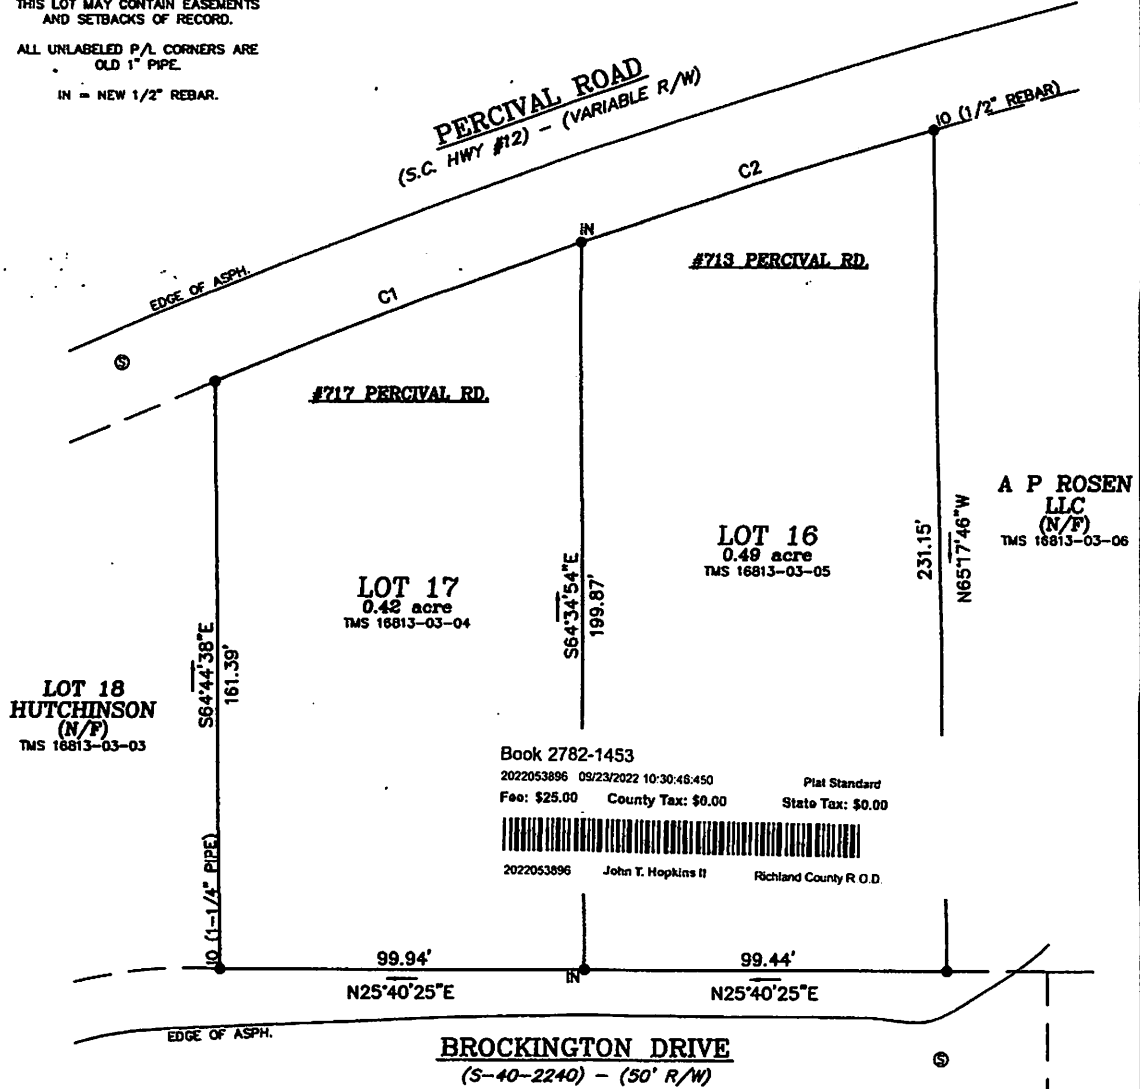 THIS LOT MAY CONTAIN EASEMENTS
AND SETBACKS OF RECORD.
ALL UNLABELED P/L CORNERS ARE
OLD 1" PIPE.
IN = NEW 1/2" REBAR.
PERCIVAL ROAD
(S.C. HWY #12) - (VARIABLE R/W)
IO (1/2" REBAR)
C2
IN
#713 PERCIVAL RD.
EDGE OF ASPH.
C1
S
#717 PERCIVAL RD.
A P ROSEN
LLC
(N/F)
TMS 16813-03-06
LOT 16
0.49 acre
TMS 16813-03-05
231.15'
N65°17'46"W
LOT 17
0.42 acre
TMS 16813-03-04
S64°34'54"E
199.87'
S64°44'38"E
161.39'
LOT 18
HUTCHINSON
(N/F)
TMS 16813-03-03
Book 2782-1453
2022053896 09/23/2022 10:30:46:450 Plat Standard
Fee: $25.00 County Tax: $0.00 State Tax: $0.00
2022053896 John T. Hopkins II Richland County R.O.D.
IO (1-1/4" PIPE)
99.94'
N25°40'25"E
IN
99.44'
N25°40'25"E
EDGE OF ASPH.
BROCKINGTON DRIVE
(S-40-2240) - (50' R/W)
S